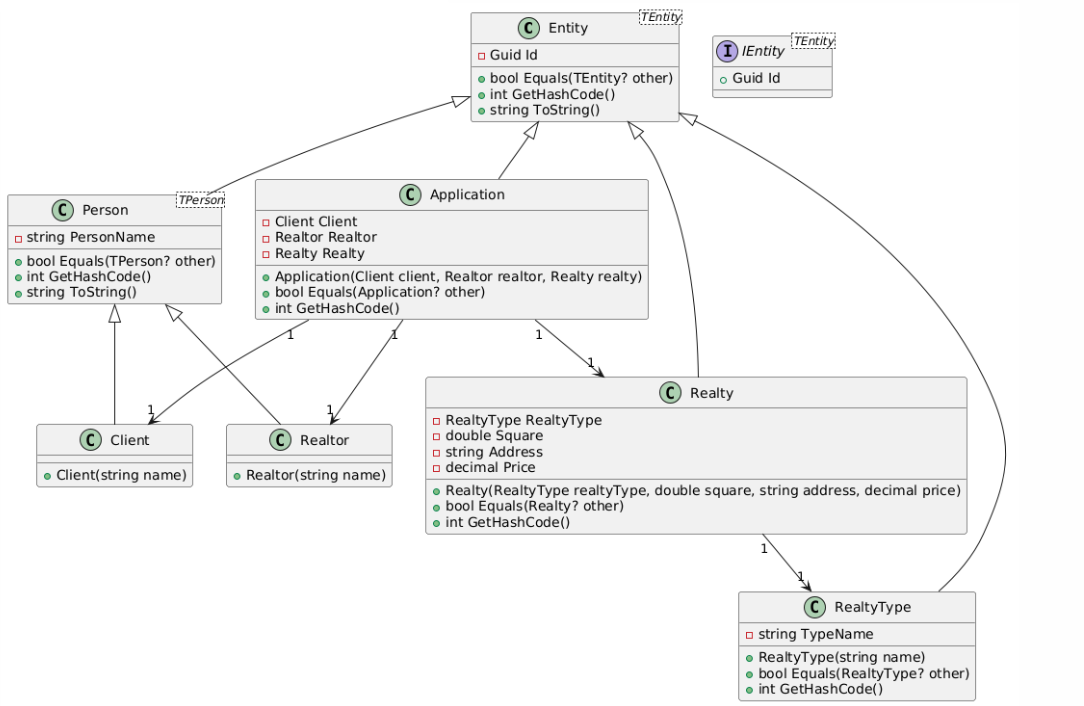 TEntity
C Entity
Guid Id
bool Equals(TEntity? other)
int GetHashCode()
string ToString()
TEntity
I IEntity
Guid Id
TPerson
C Person
string PersonName
bool Equals(TPerson? other)
int GetHashCode()
string ToString()
C Application
Client Client
Realtor Realtor
Realty Realty
Application(Client client, Realtor realtor, Realty realty)
bool Equals(Application? other)
int GetHashCode()
1
1
1
1
1
1
C Client
Client(string name)
C Realtor
Realtor(string name)
C Realty
RealtyType RealtyType
double Square
string Address
decimal Price
Realty(RealtyType realtyType, double square, string address, decimal price)
bool Equals(Realty? other)
int GetHashCode()
1
1
C RealtyType
string TypeName
RealtyType(string name)
bool Equals(RealtyType? other)
int GetHashCode()